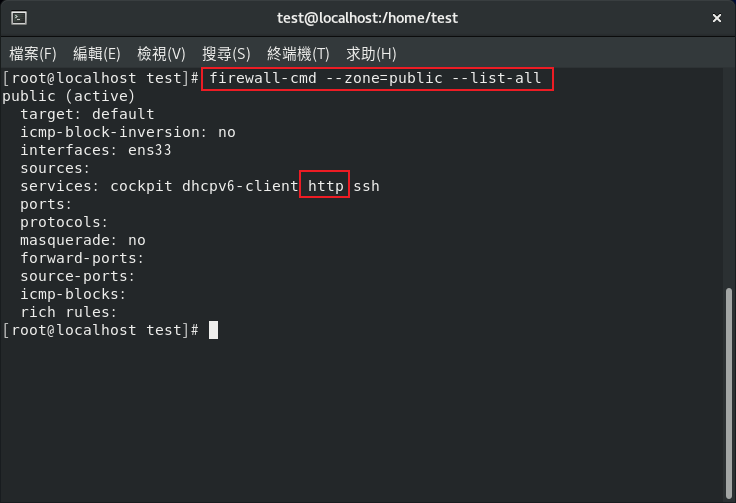 test@localhost:/home/test
檔案(F) 編輯(E) 檢視(V) 搜尋(S) 終端機(T) 求助(H)
[root@localhost test]# firewall-cmd --zone=public --list-all
public (active)
  target: default
  icmp-block-inversion: no
  interfaces: ens33
  sources:
  services: cockpit dhcpv6-client http ssh
  ports:
  protocols:
  masquerade: no
  forward-ports:
  source-ports:
  icmp-blocks:
  rich rules:
[root@localhost test]#